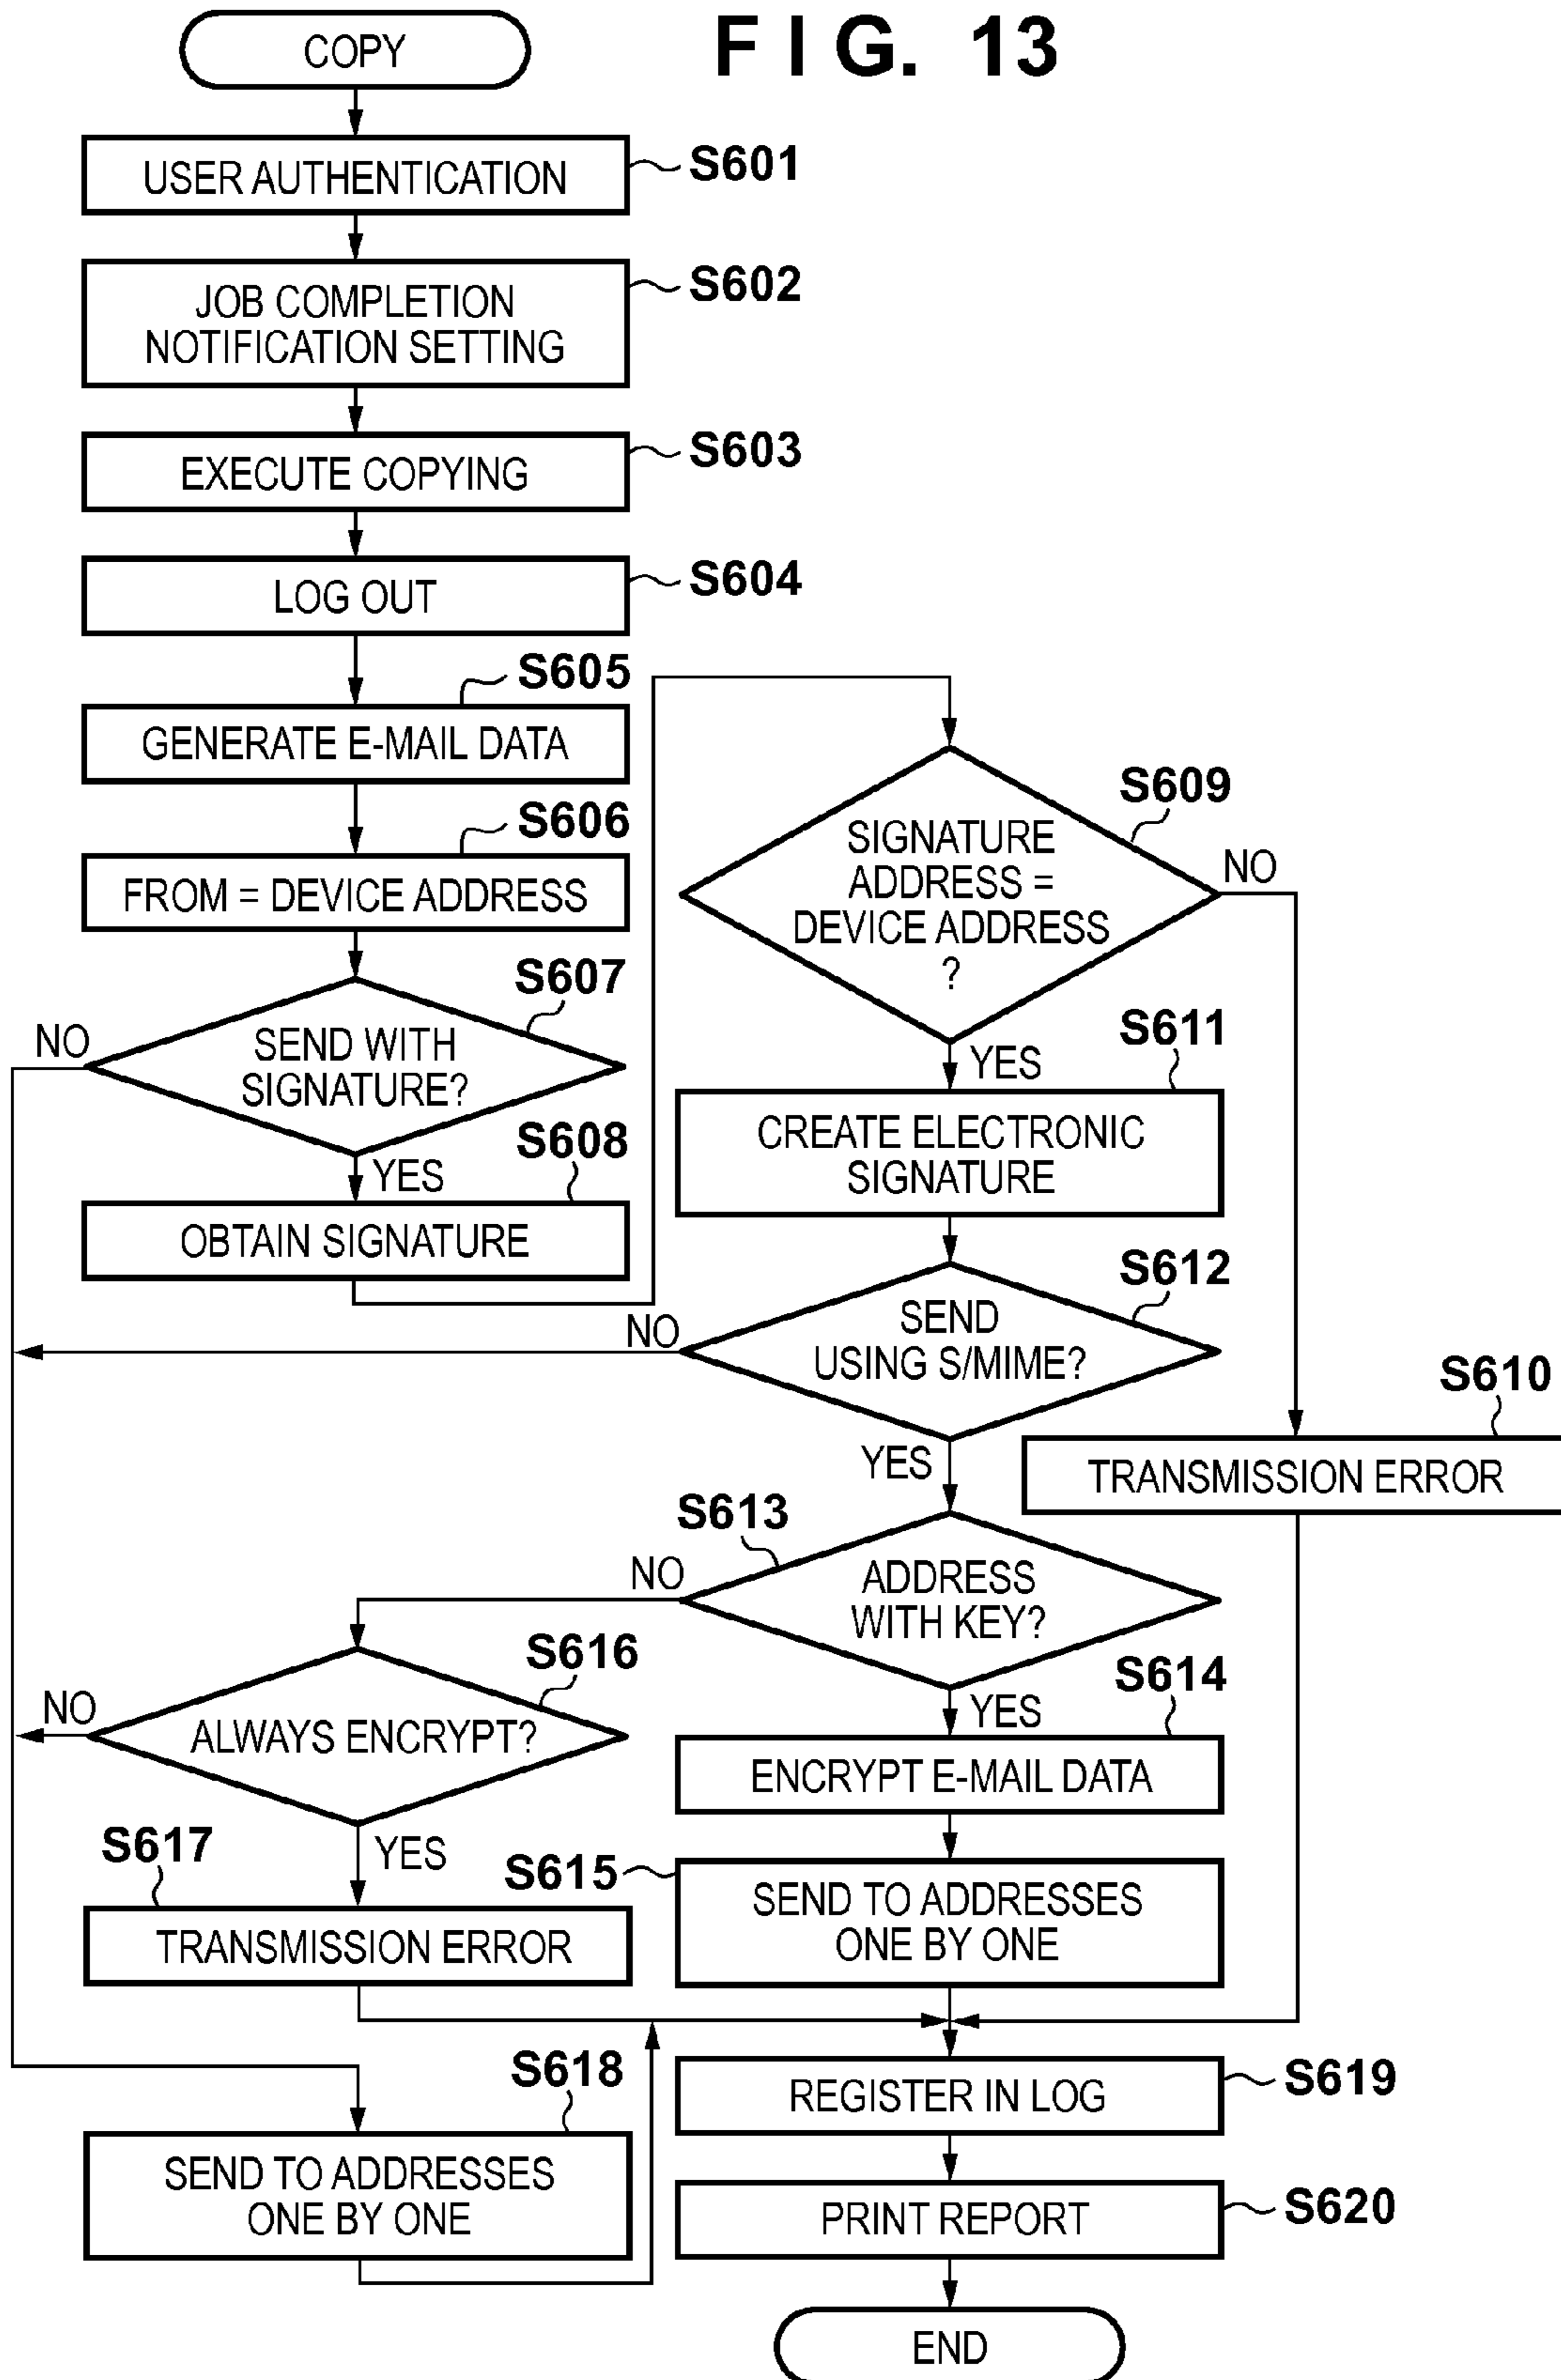 FIG. 13
COPY
USER AUTHENTICATION
S601
JOB COMPLETION
NOTIFICATION SETTING
S602
EXECUTE COPYING
S603
LOG OUT
S604
S605
GENERATE E-MAIL DATA
S606
FROM = DEVICE ADDRESS
S607
SEND WITH
SIGNATURE?
NO
YES
S608
OBTAIN SIGNATURE
S609
SIGNATURE
ADDRESS =
DEVICE ADDRESS
?
NO
YES
S611
CREATE ELECTRONIC
SIGNATURE
S612
SEND
USING S/MIME?
NO
YES
S610
TRANSMISSION ERROR
S613
ADDRESS
WITH KEY?
NO
YES
S616
ALWAYS ENCRYPT?
NO
YES
S614
ENCRYPT E-MAIL DATA
S617
TRANSMISSION ERROR
S615
SEND TO ADDRESSES
ONE BY ONE
S618
SEND TO ADDRESSES
ONE BY ONE
REGISTER IN LOG
S619
PRINT REPORT
S620
END